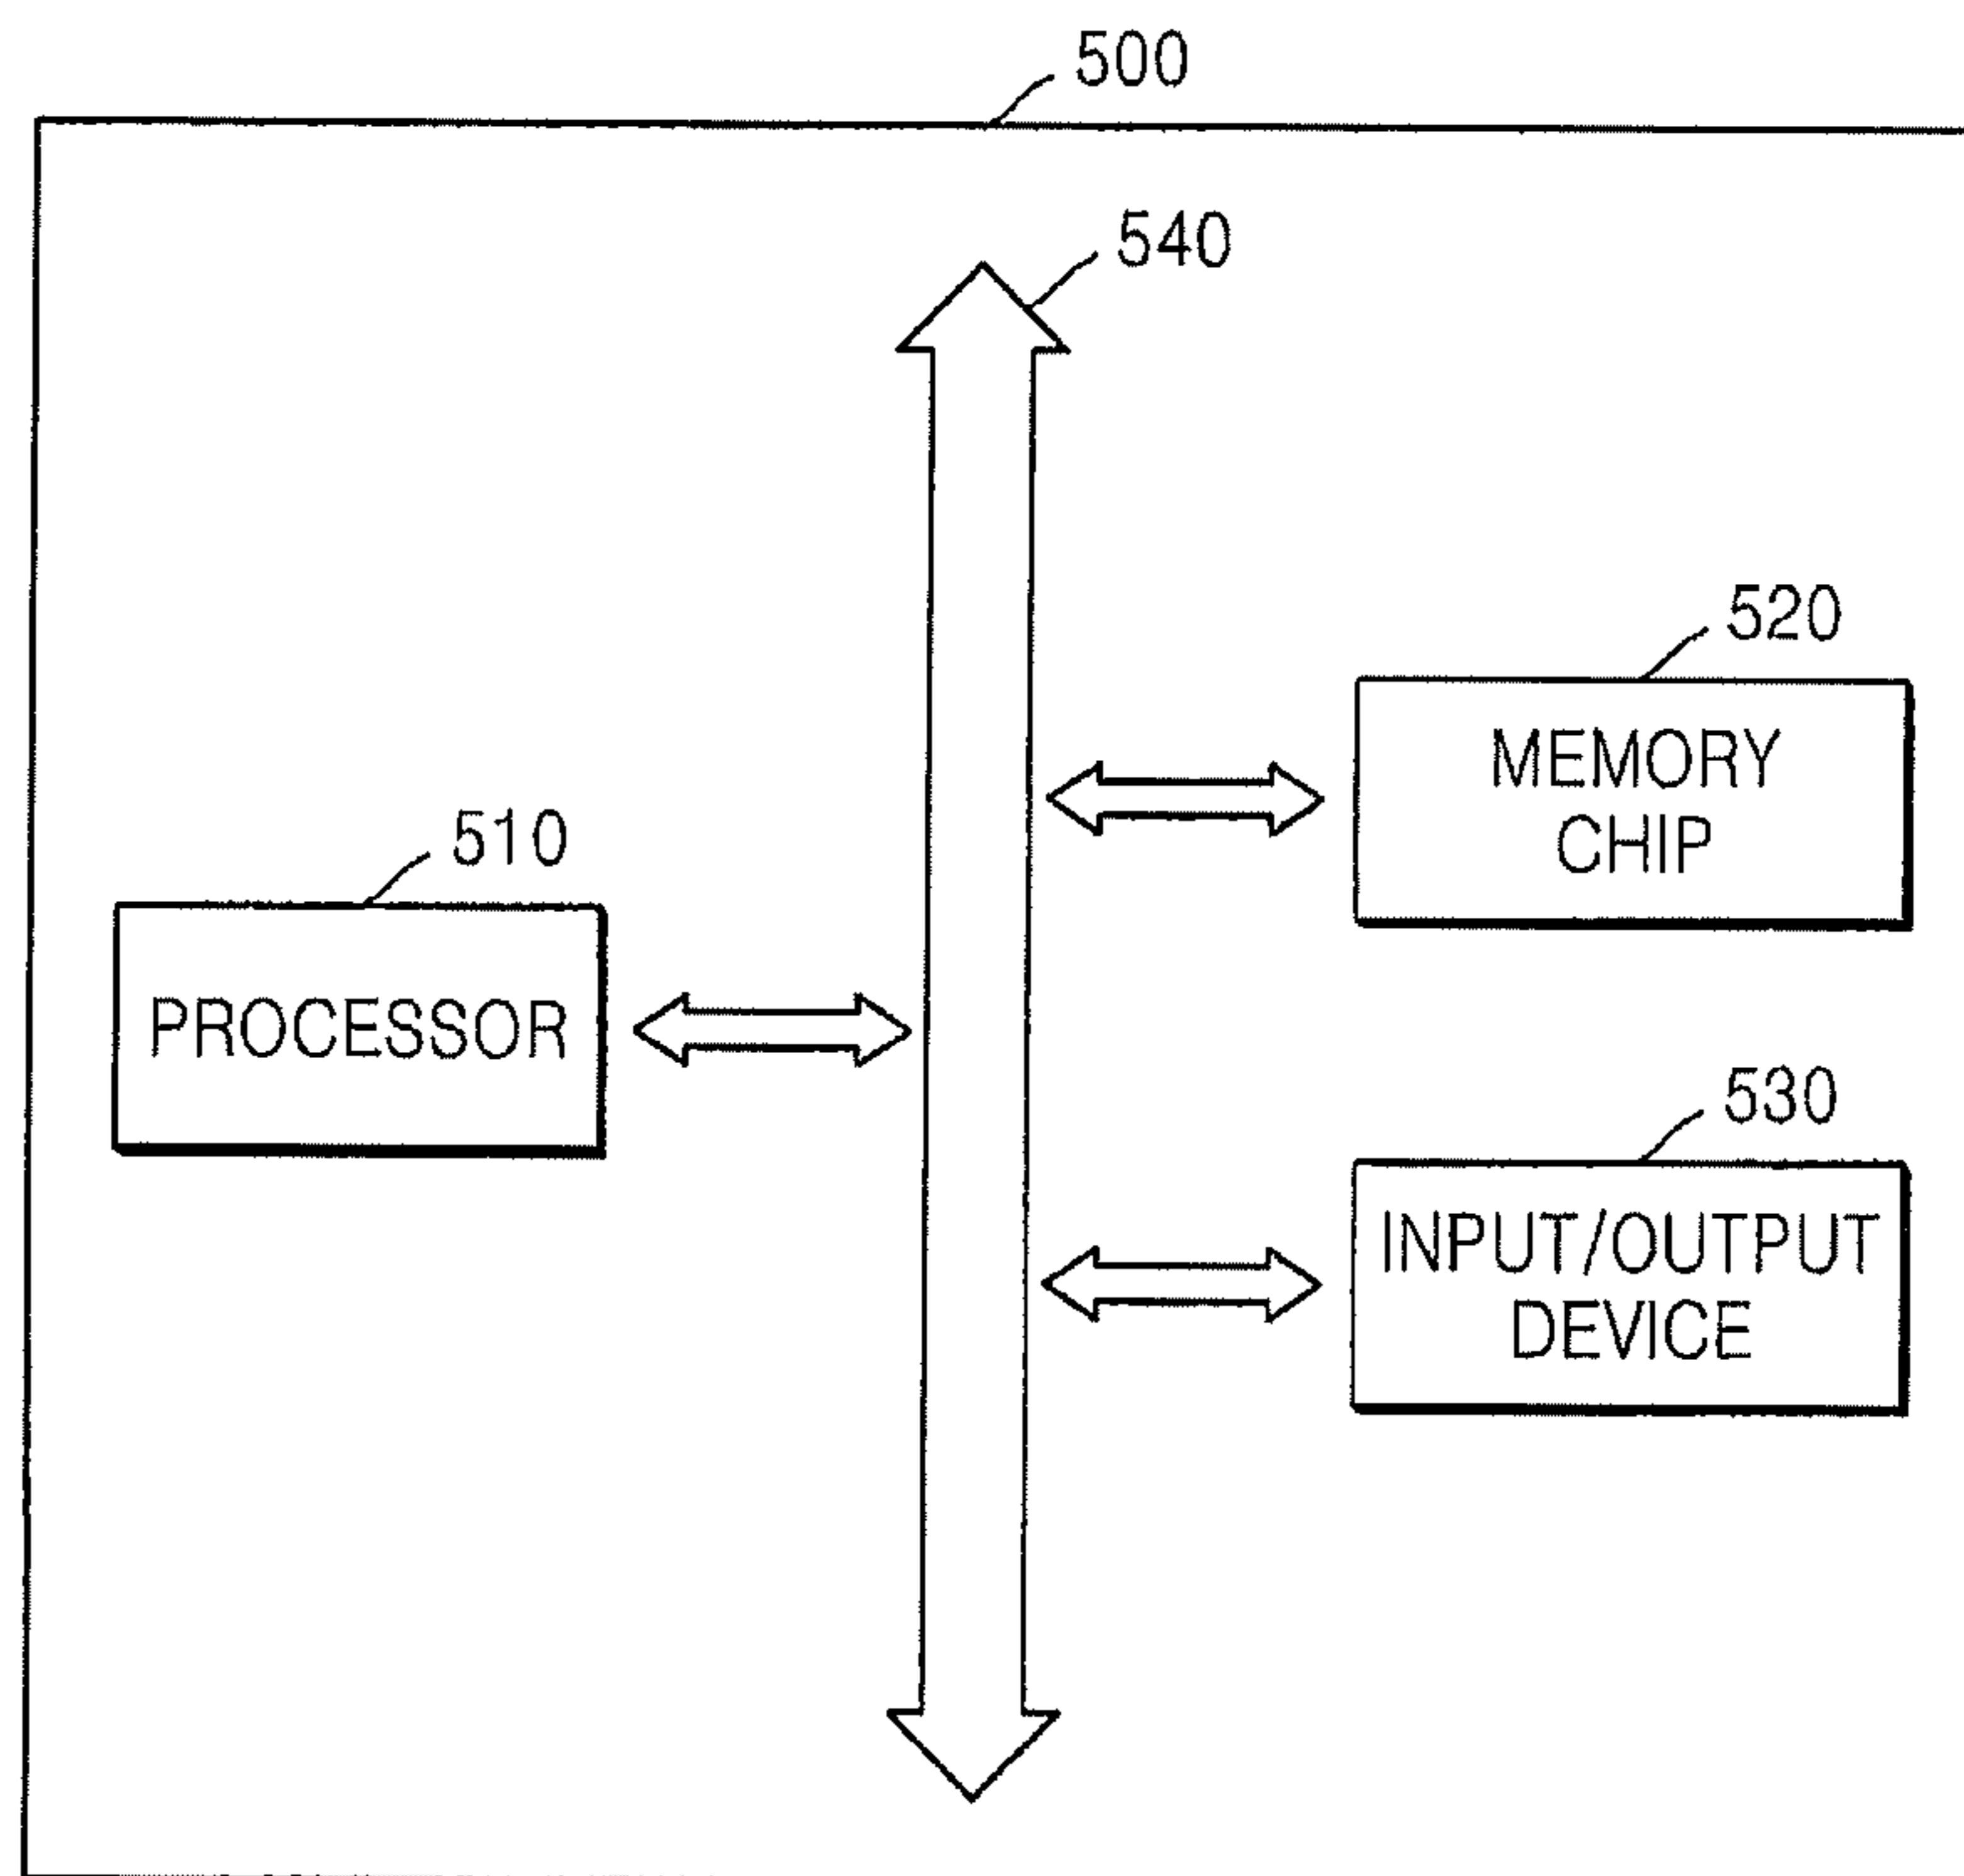 500
540
520
MEMORY
CHIP
510
PROCESSOR
530
INPUT/OUTPUT
DEVICE